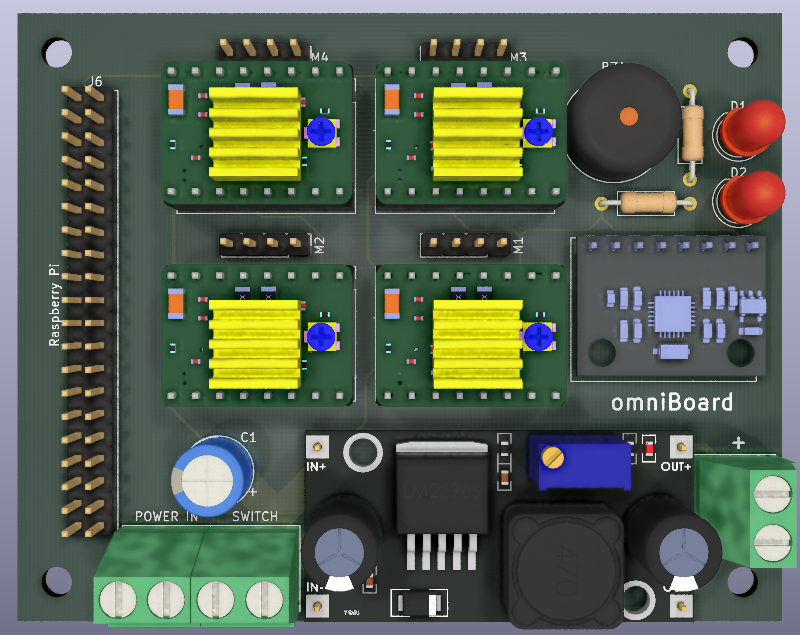 M4
M3
J6
D1
D2
M2
M1
Raspberry Pi
omniBoard
C1
+
+
IN+
OUT+
POWER IN
SWITCH
470
IN-